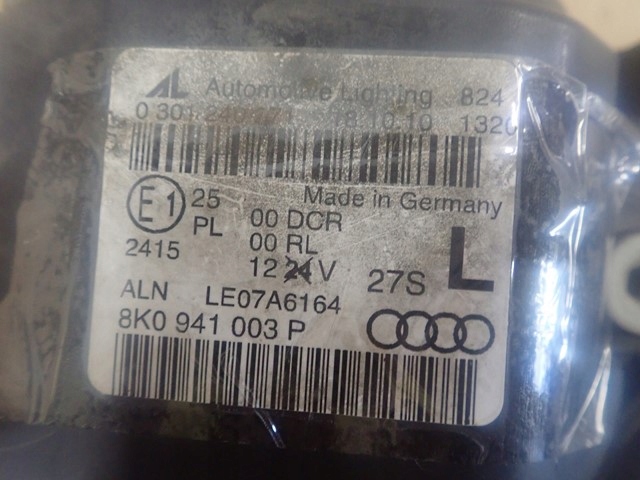 AL Automotive Lighting 824
0 301 18.10.10 1320
E1 25 Made in Germany
PL 00 DCR
00 RL L
2415 12 24 V 27S
ALN LE07A6164
8K0 941 003 P